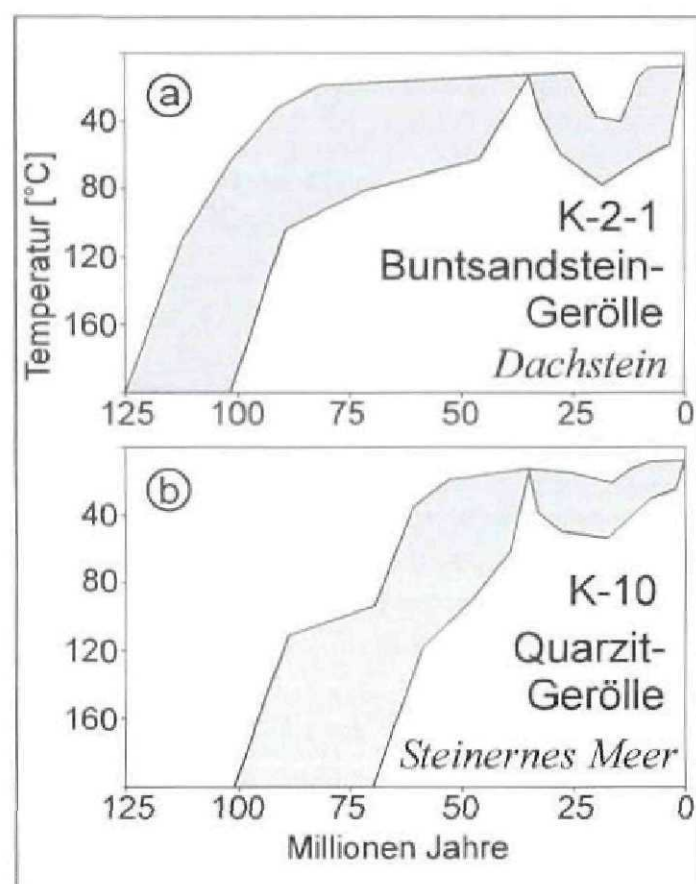 a
40
80
120
160
Temperatur [°C]
K-2-1
Buntsandstein-
Gerölle
Dachstein
125 100 75 50 25 0
b
40
80
120
160
K-10
Quarzit-
Gerölle
Steinernes Meer
125 100 75 50 25 0
Millionen Jahre